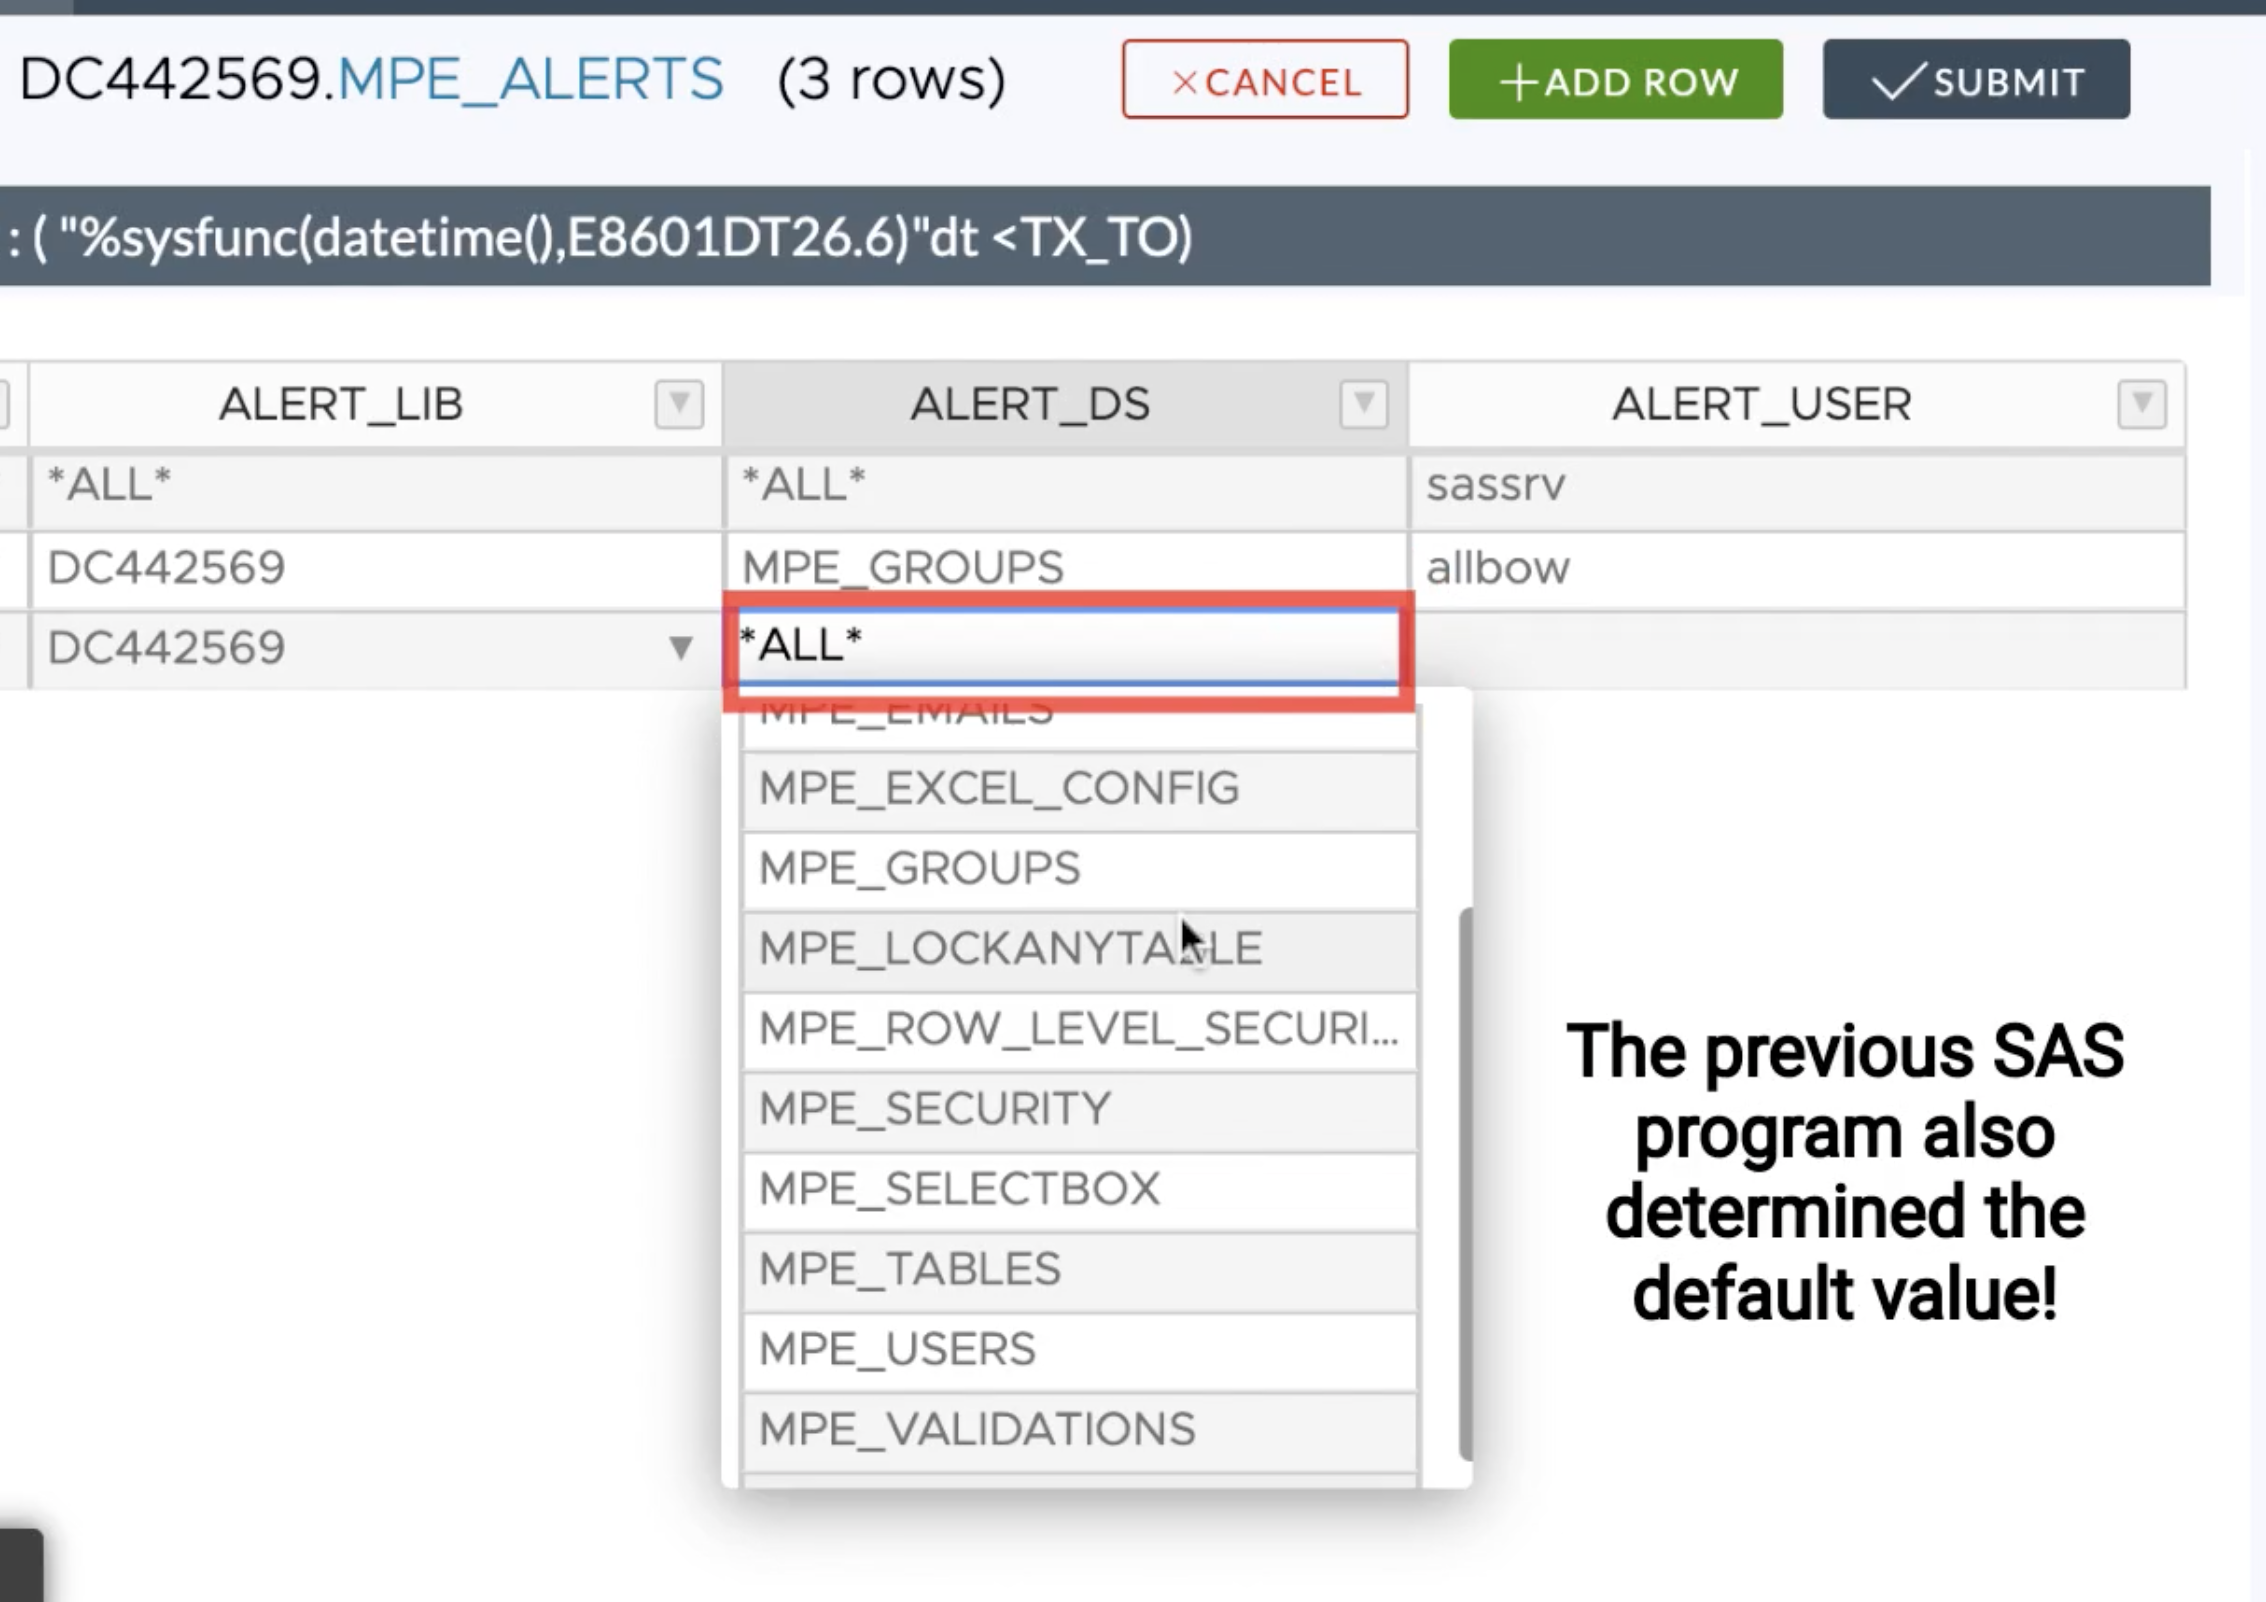 DC442569.MPE_ALERTS (3 rows) ×CANCEL +ADD ROW ✓SUBMIT
: ( "%sysfunc(datetime(),E8601DT26.6)"dt <TX_TO)
ALERT_LIB ▼ ALERT_DS ▼ ALERT_USER ▼
*ALL* *ALL* sassrv
DC442569 MPE_GROUPS allbow
DC442569 ▼ *ALL*
MPE_EMAILS
MPE_EXCEL_CONFIG
MPE_GROUPS
MPE_LOCKANYTABLE
MPE_ROW_LEVEL_SECURI...
MPE_SECURITY
MPE_SELECTBOX
MPE_TABLES
MPE_USERS
MPE_VALIDATIONS
The previous SAS
program also
determined the
default value!